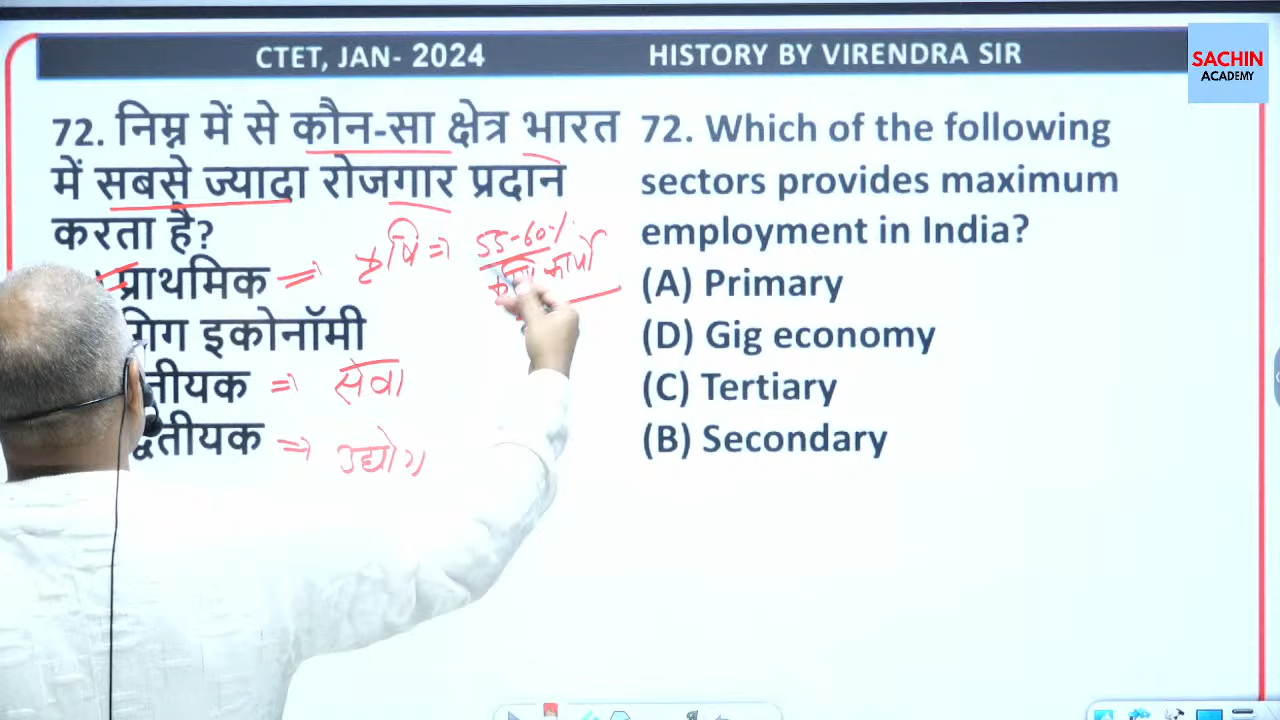 CTET, JAN- 2024
HISTORY BY VIRENDRA SIR
SACHIN
ACADEMY
72. निम्न में से कौन-सा क्षेत्र भारत
में सबसे ज्यादा रोजगार प्रदान
करता है?
प्राथमिक => कृषि => 55-60%
कार्यो
गिग इकोनॉमी
तीयक => सेवा
द्वितीयक => उद्योग
72. Which of the following
sectors provides maximum
employment in India?
(A) Primary
(D) Gig economy
(C) Tertiary
(B) Secondary